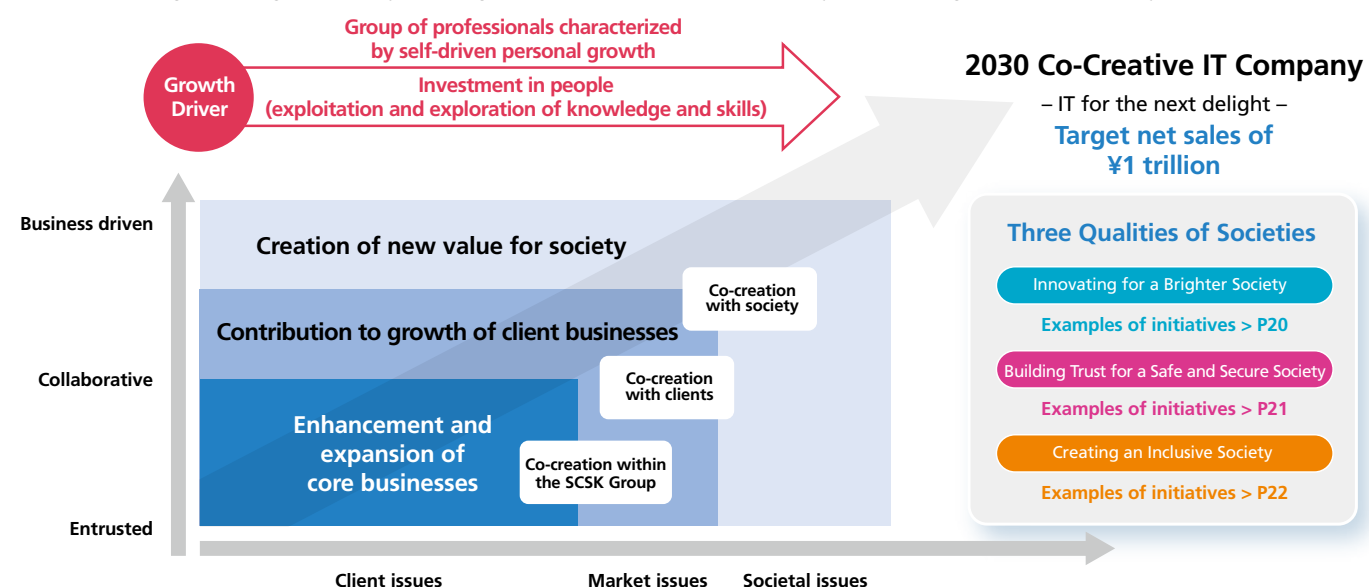 Group of professionals characterized
by self-driven personal growth
Growth
Driver
Investment in people
(exploitation and exploration of knowledge and skills)
2030 Co-Creative IT Company
– IT for the next delight –
Target net sales of
¥1 trillion
Business driven
Collaborative
Entrusted
Creation of new value for society
Co-creation
with society
Contribution to growth of client businesses
Co-creation
with clients
Enhancement and
expansion of
core businesses
Co-creation within
the SCSK Group
Client issues
Market issues
Societal issues
Three Qualities of Societies
Innovating for a Brighter Society
Examples of initiatives > P20
Building Trust for a Safe and Secure Society
Examples of initiatives > P21
Creating an Inclusive Society
Examples of initiatives > P22